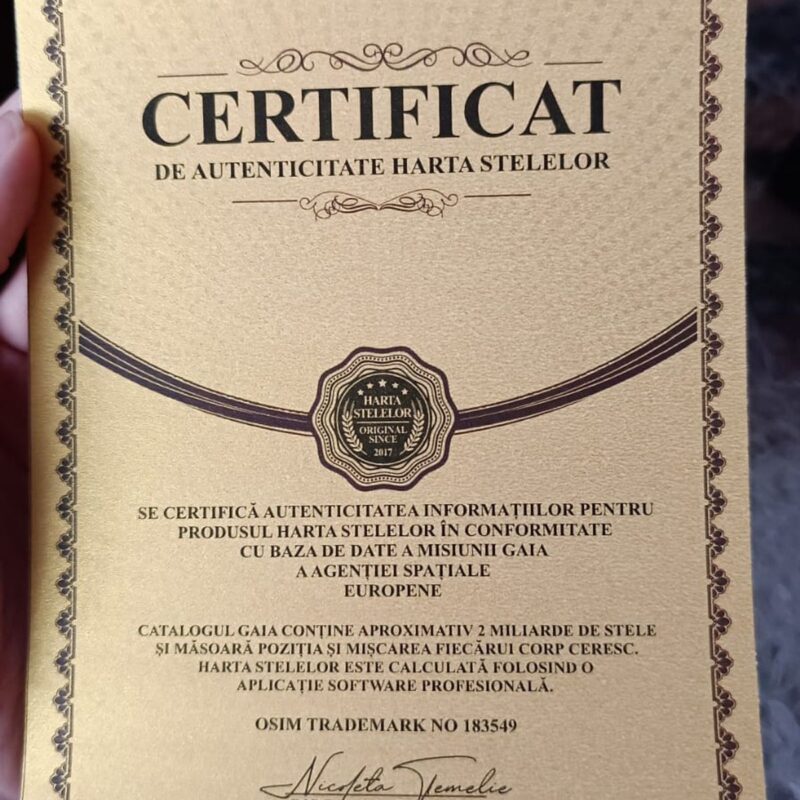 CERTIFICAT
DE AUTENTICITATE HARTA STELELOR
HARTA
STELELOR
ORIGINAL
SINCE
2017
SE CERTIFICĂ AUTENTICITATEA INFORMAȚIILOR PENTRU
PRODUSUL HARTA STELELOR ÎN CONFORMITATE
CU BAZA DE DATE A MISIUNII GAIA
A AGENȚIEI SPAȚIALE
EUROPENE
CATALOGUL GAIA CONȚINE APROXIMATIV 2 MILIARDE DE STELE
ȘI MĂSOARĂ POZIȚIA ȘI MIȘCAREA FIECĂRUI CORP CERESC.
HARTA STELELOR ESTE CALCULATĂ FOLOSIND O
APLICAȚIE SOFTWARE PROFESIONALĂ.
OSIM TRADEMARK NO 183549
Nicoleta Temelie